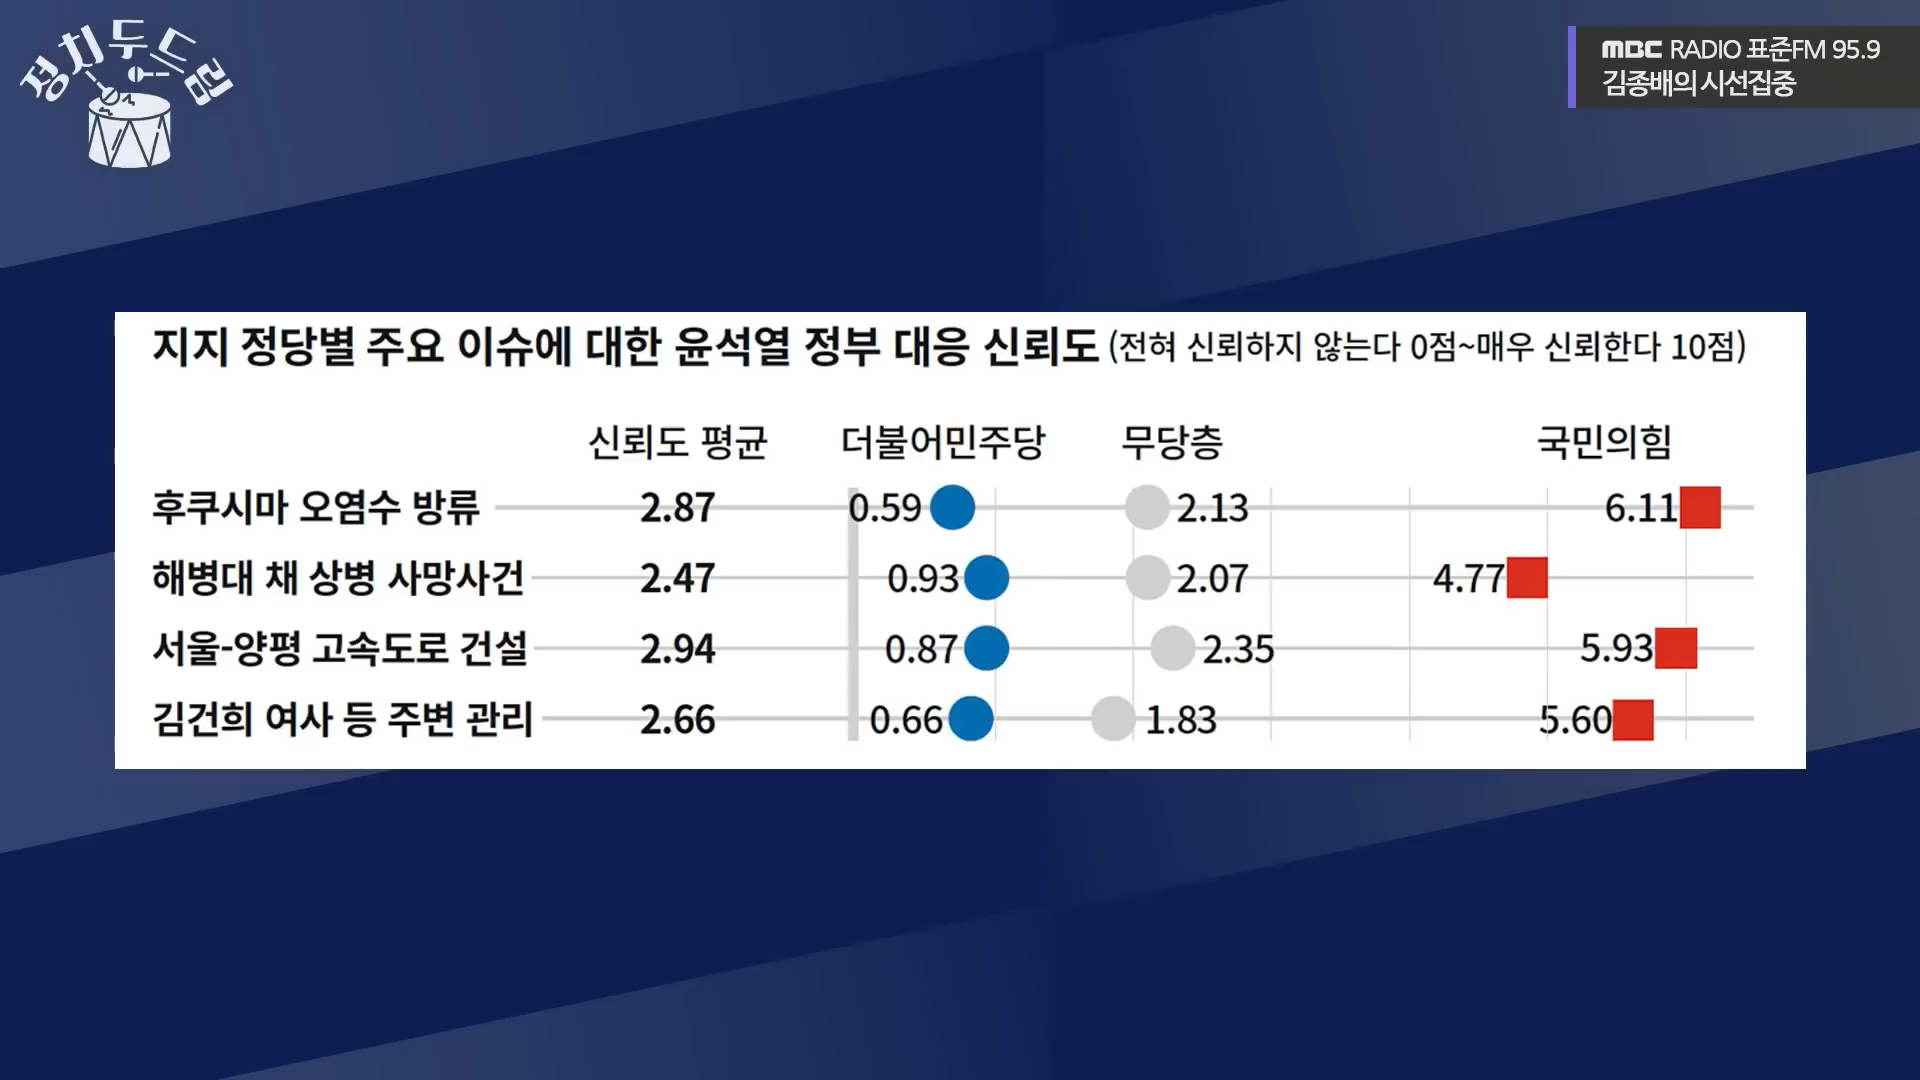 정치두드림
MBC RADIO 표준FM 95.9
김종배의 시선집중
지지 정당별 주요 이슈에 대한 윤석열 정부 대응 신뢰도 (전혀 신뢰하지 않는다 0점~매우 신뢰한다 10점)
신뢰도 평균 더불어민주당 무당층 국민의힘
후쿠시마 오염수 방류 2.87 0.59 2.13 6.11
해병대 채 상병 사망사건 2.47 0.93 2.07 4.77
서울-양평 고속도로 건설 2.94 0.87 2.35 5.93
김건희 여사 등 주변 관리 2.66 0.66 1.83 5.60